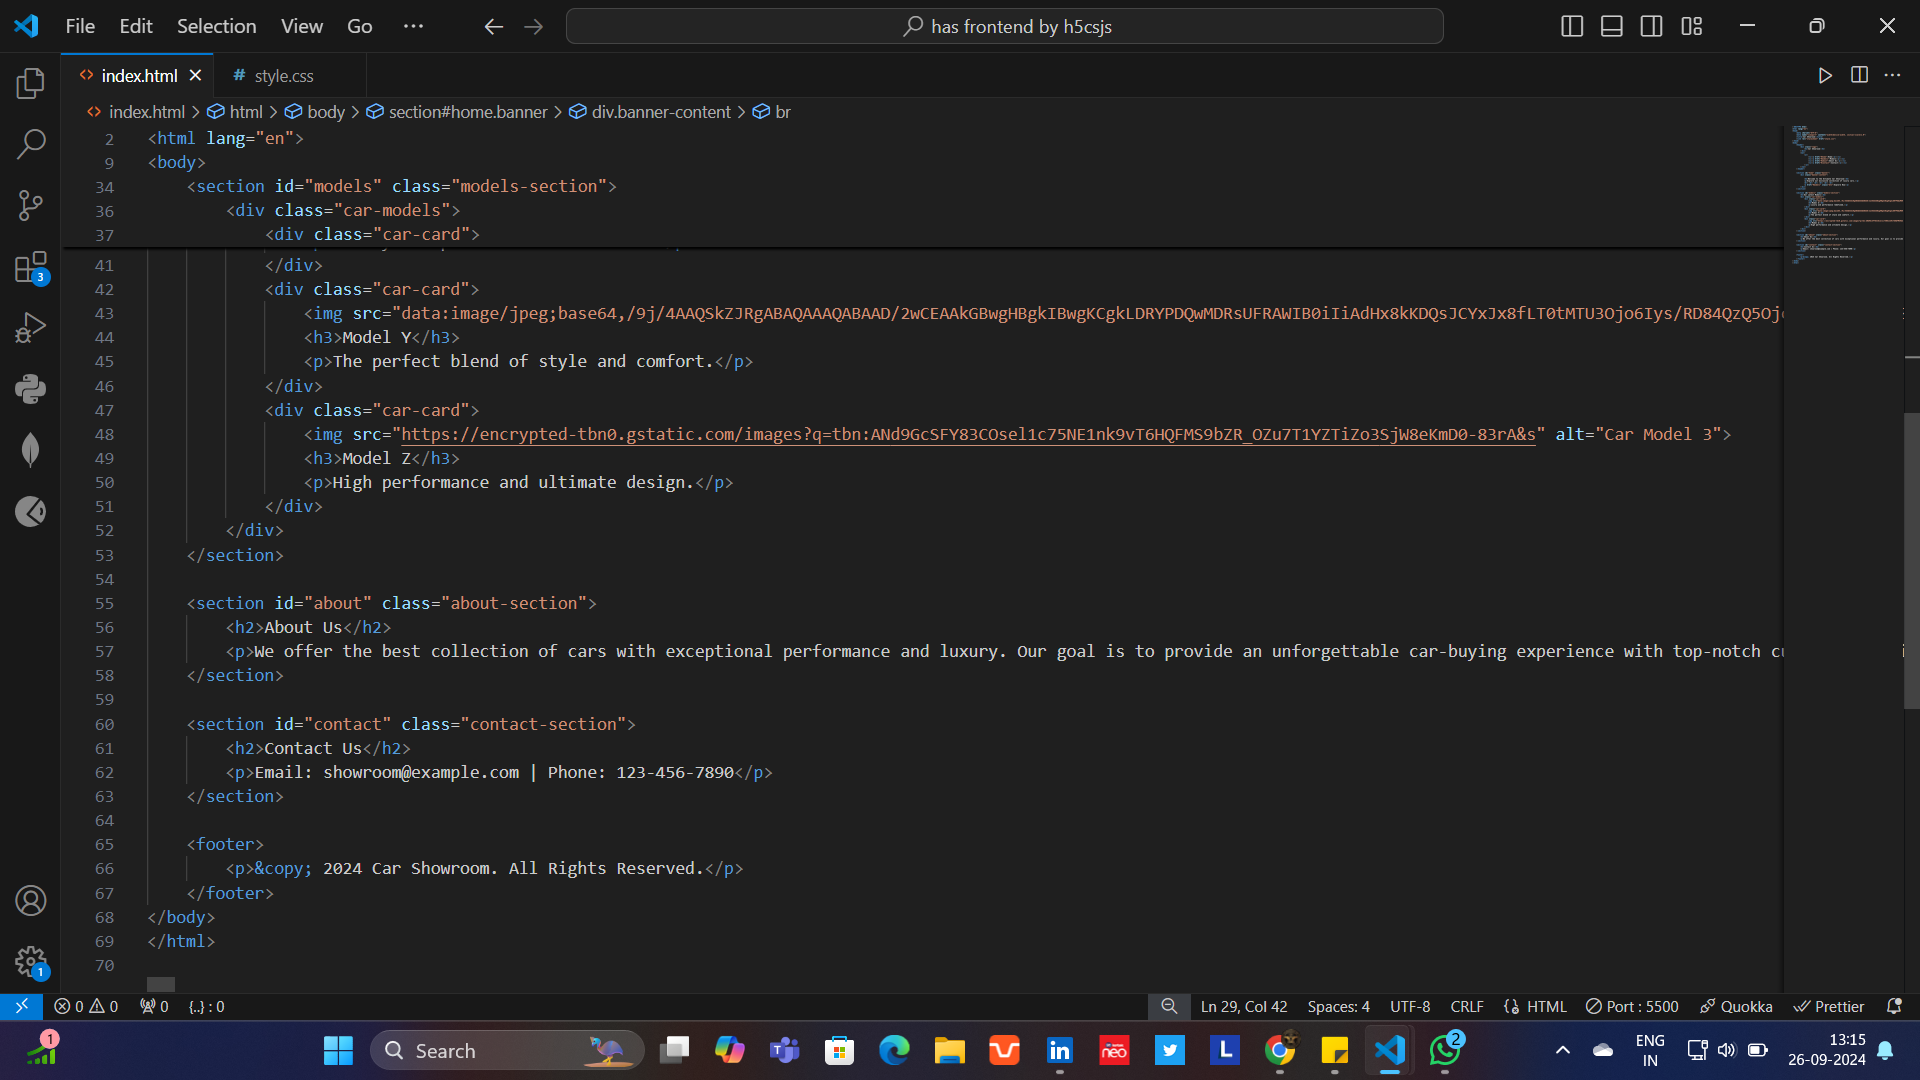 File Edit Selection View Go ··· has frontend by h5csjs
index.html style.css
index.html > html > body > section#home.banner > div.banner-content > br
2 <html lang="en">
9 <body>
34 <section id="models" class="models-section">
36 <div class="car-models">
37 <div class="car-card">
41 </div>
42 <div class="car-card">
43 <img src="data:image/jpeg;base64,/9j/4AAQSkZJRgABAQAAAQABAAD/2wCEAAkGBwgHBgkIBwgKCgkLDRYPDQwMDRsUFRAWIB0iIiAdHx8kKDQsJCYxJx8fLT0tMTU3Ojo6Iys/RD84QzQ5Ojc
44 <h3>Model Y</h3>
45 <p>The perfect blend of style and comfort.</p>
46 </div>
47 <div class="car-card">
48 <img src="https://encrypted-tbn0.gstatic.com/images?q=tbn:ANd9GcSFY83COsel1c75NE1nk9vT6HQFMS9bZR_OZu7T1YZTiZo3SjW8eKmD0-83rA&s" alt="Car Model 3">
49 <h3>Model Z</h3>
50 <p>High performance and ultimate design.</p>
51 </div>
52 </div>
53 </section>
54
55 <section id="about" class="about-section">
56 <h2>About Us</h2>
57 <p>We offer the best collection of cars with exceptional performance and luxury. Our goal is to provide an unforgettable car-buying experience with top-notch
58 </section>
59
60 <section id="contact" class="contact-section">
61 <h2>Contact Us</h2>
62 <p>Email: showroom@example.com | Phone: 123-456-7890</p>
63 </section>
64
65 <footer>
66 <p>&copy; 2024 Car Showroom. All Rights Reserved.</p>
67 </footer>
68 </body>
69 </html>
70
3
1
0 0 0 {..} : 0 Ln 29, Col 42 Spaces: 4 UTF-8 CRLF HTML Port : 5500 Quokka Prettier
1 Search neo in L 2 ENG IN 13:15
26-09-2024